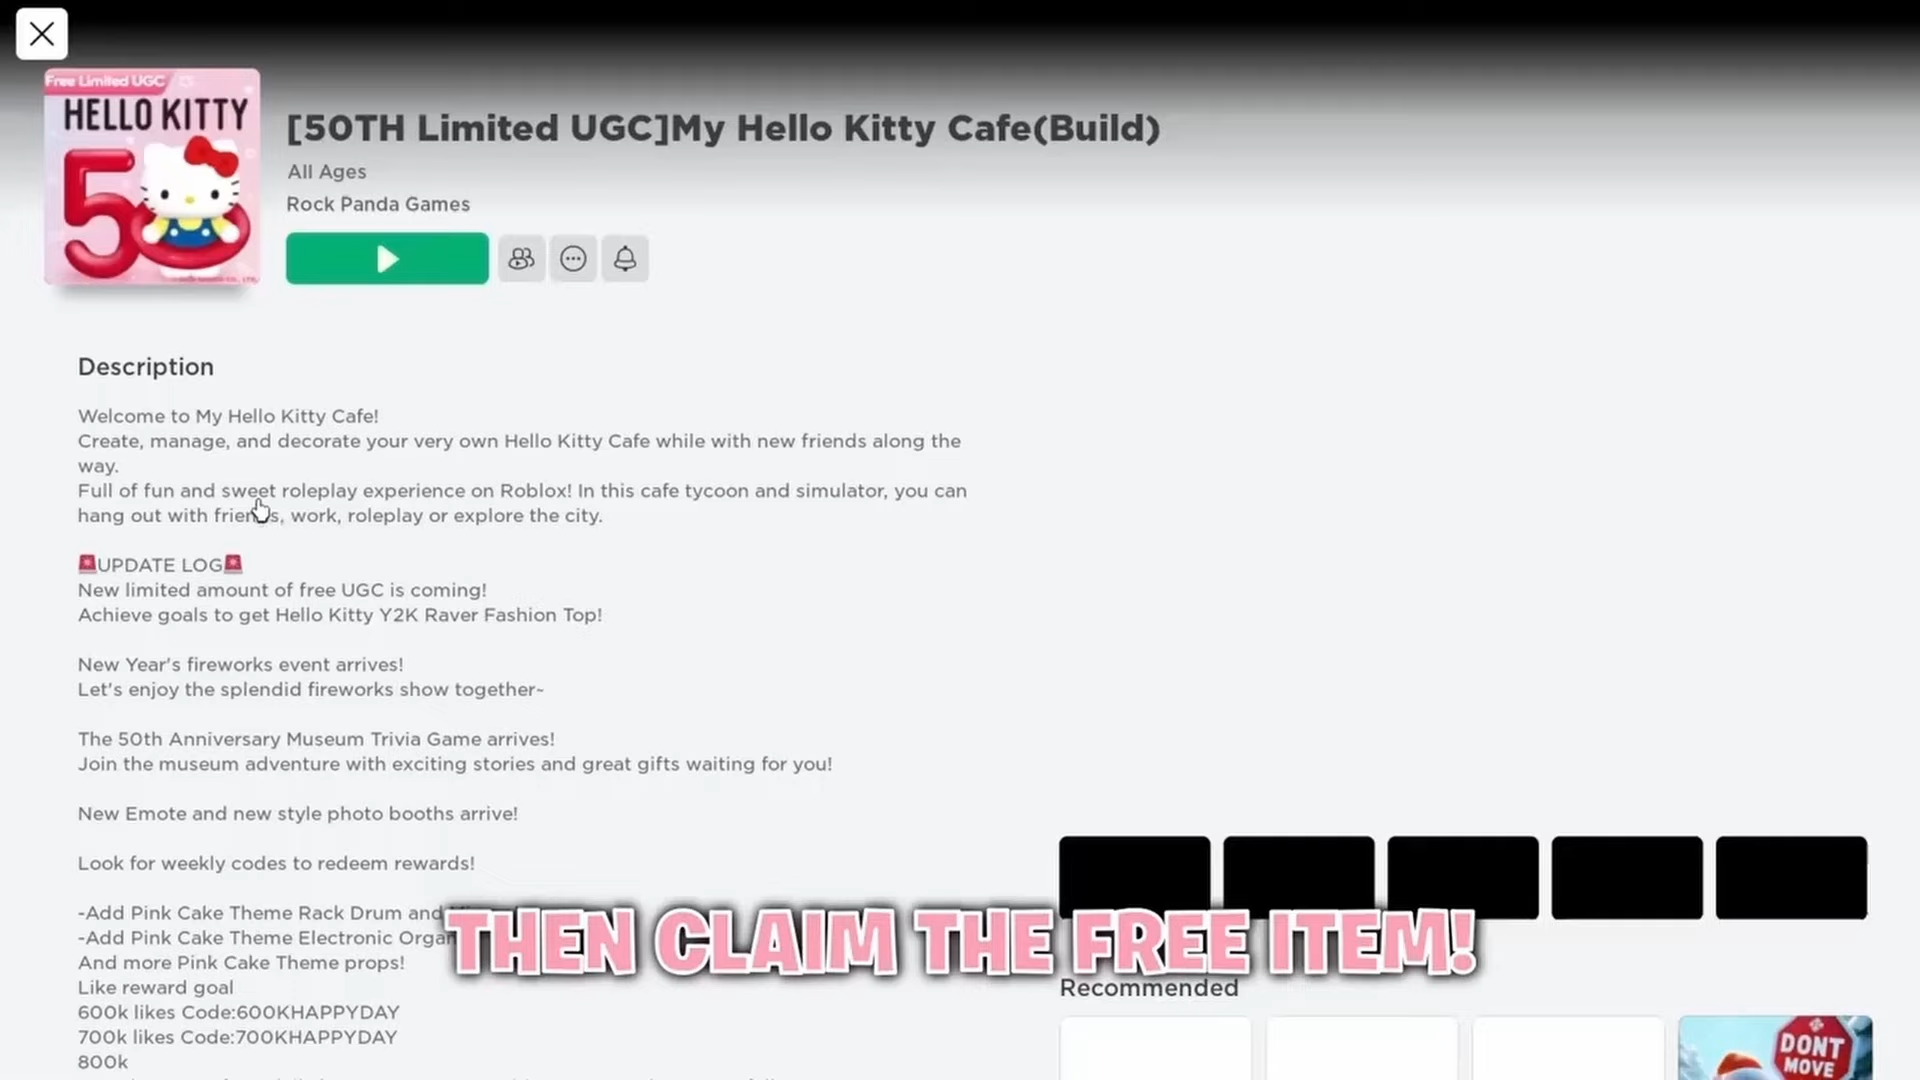 Free Limited UGC
HELLO KITTY
50
[50TH Limited UGC]My Hello Kitty Cafe(Build)
All Ages
Rock Panda Games
Description
Welcome to My Hello Kitty Cafe!
Create, manage, and decorate your very own Hello Kitty Cafe while with new friends along the
way.
Full of fun and sweet roleplay experience on Roblox! In this cafe tycoon and simulator, you can
hang out with friends, work, roleplay or explore the city.
🚨UPDATE LOG🚨
New limited amount of free UGC is coming!
Achieve goals to get Hello Kitty Y2K Raver Fashion Top!
New Year's fireworks event arrives!
Let's enjoy the splendid fireworks show together~
The 50th Anniversary Museum Trivia Game arrives!
Join the museum adventure with exciting stories and great gifts waiting for you!
New Emote and new style photo booths arrive!
Look for weekly codes to redeem rewards!
-Add Pink Cake Theme Rack Drum and
-Add Pink Cake Theme Electronic Organ
And more Pink Cake Theme props!
Like reward goal
600k likes Code:600KHAPPYDAY
700k likes Code:700KHAPPYDAY
800k
THEN CLAIM THE FREE ITEM!
Recommended
DONT
MOVE